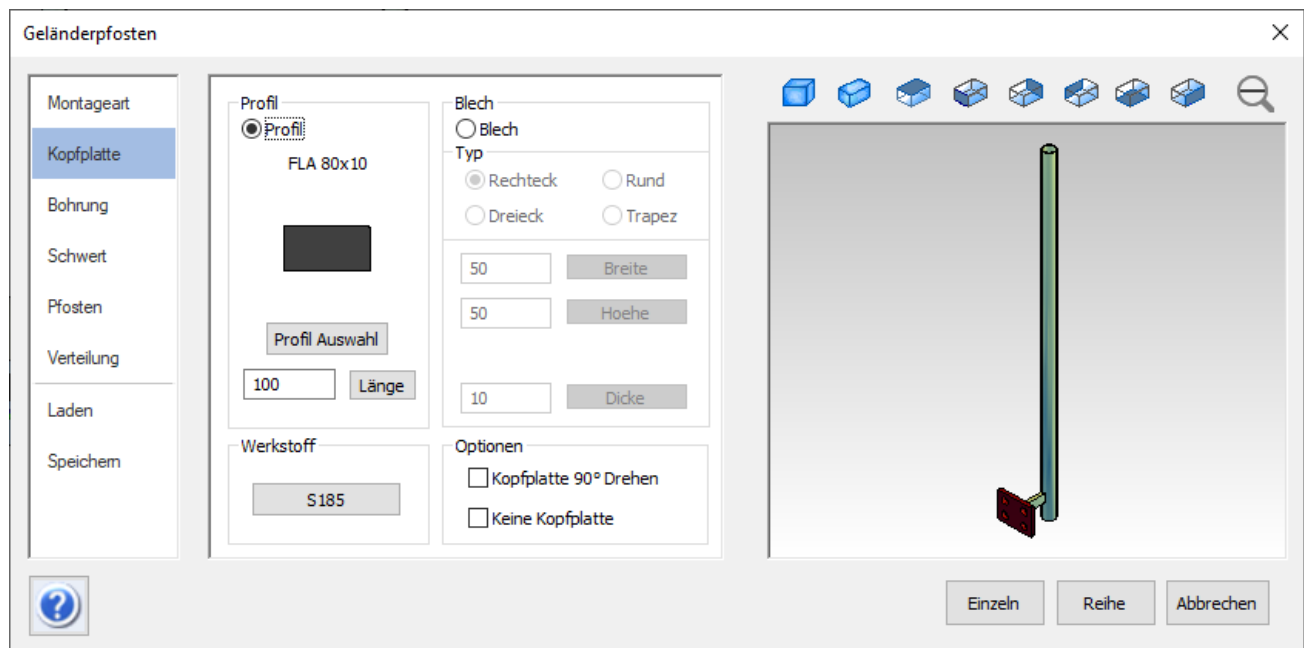 Geländerpfosten
Montageart
Kopfplatte
Bohrung
Schwert
Pfosten
Verteilung
Laden
Speichern
Profil
Profil
FLA 80x10
Profil Auswahl
100 Länge
Werkstoff
S185
Blech
Blech
Typ
Rechteck Rund
Dreieck Trapez
50 Breite
50 Hoehe
10 Dicke
Optionen
Kopfplatte 90° Drehen
Keine Kopfplatte
?
Einzeln Reihe Abbrechen